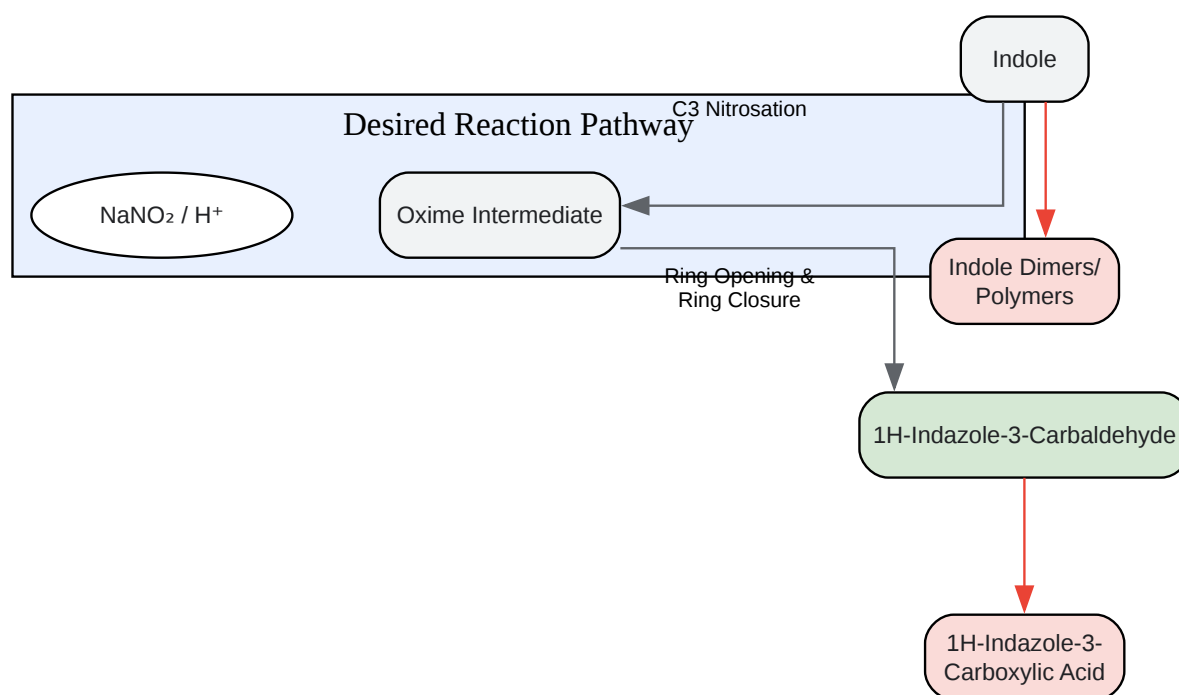 Indole
C3 Nitrosation
Desired Reaction Pathway
NaNO₂ / H⁺
Oxime Intermediate
Indole Dimers/
Polymers
Ring Opening &
Ring Closure
1H-Indazole-3-Carbaldehyde
1H-Indazole-3-
Carboxylic Acid